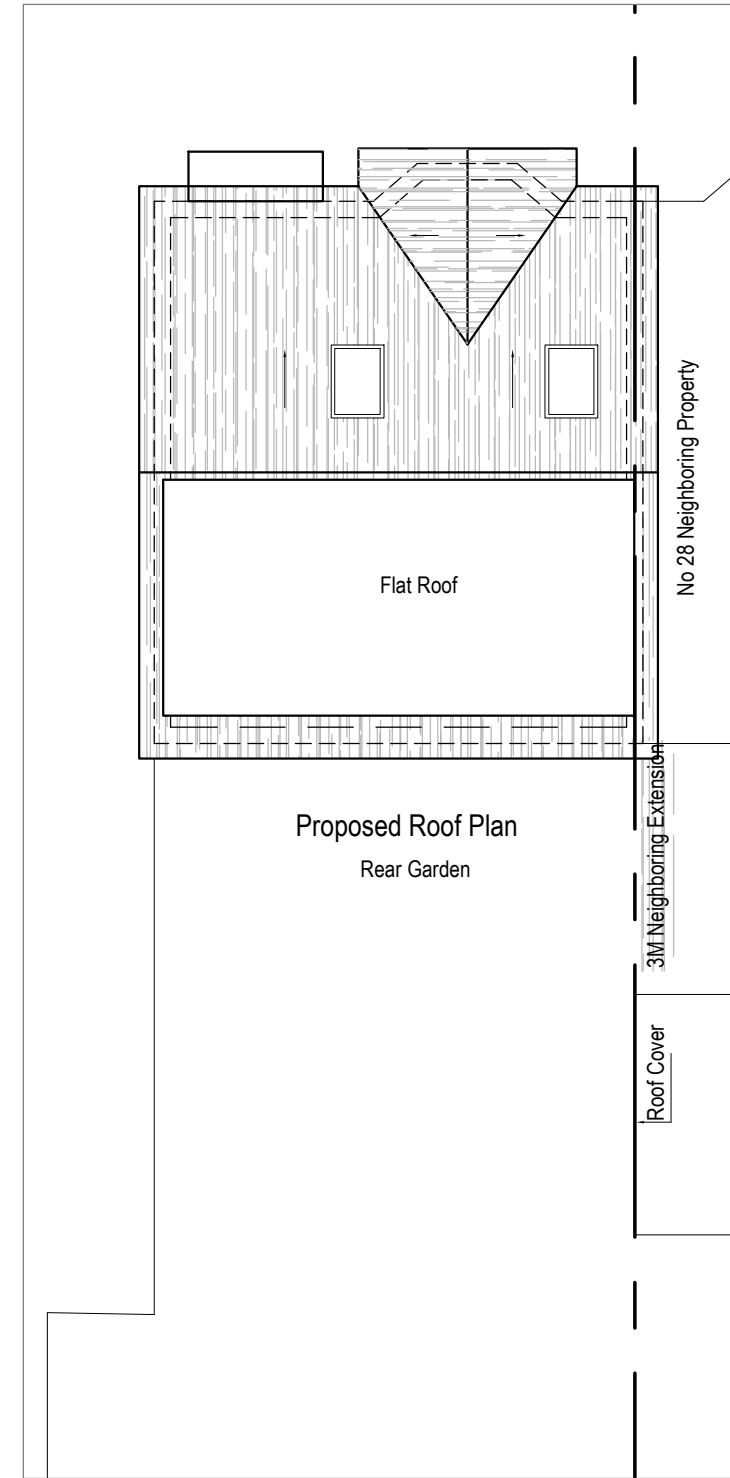 No 28 Neighboring Property
Flat Roof
Proposed Roof Plan
Rear Garden
3M Neighboring Extension
Roof Cover